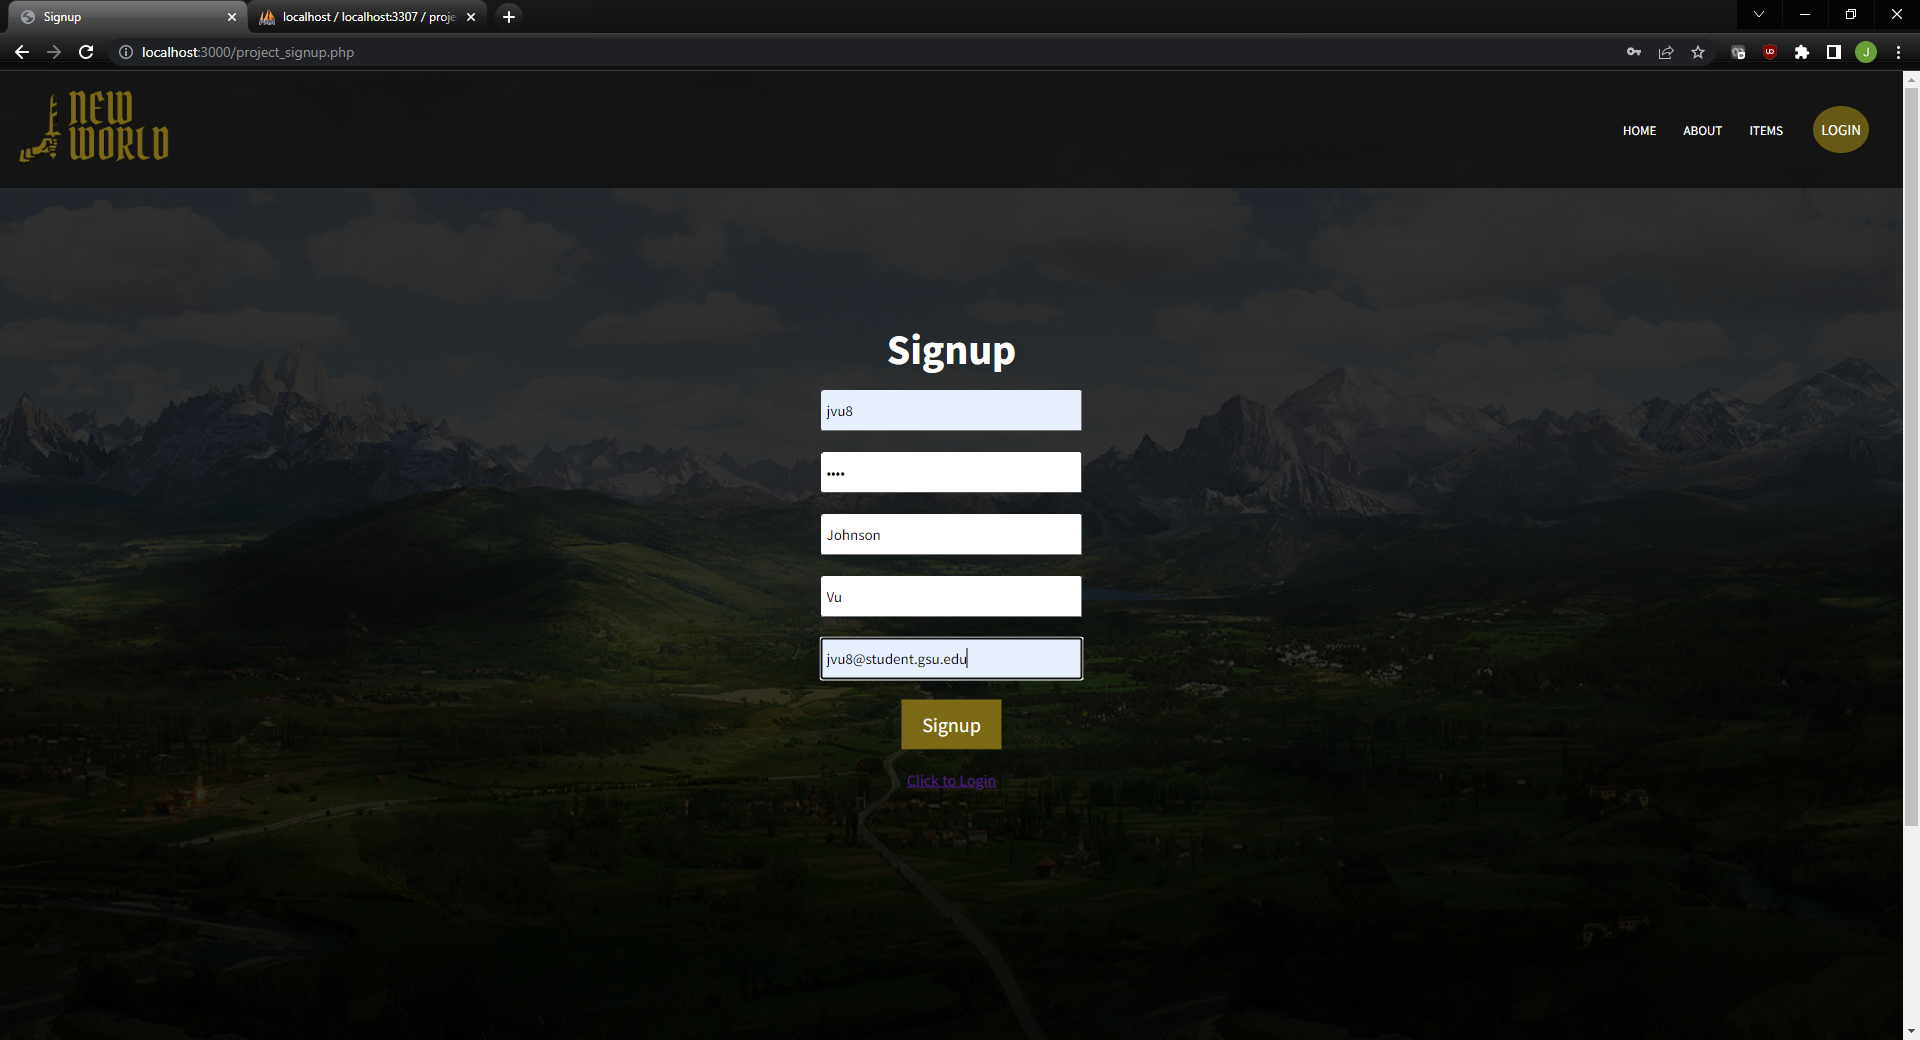 Signup
localhost / localhost:3307 / proje
localhost:3000/project_signup.php
J
NEW
WORLD
HOME
ABOUT
ITEMS
LOGIN
Signup
jvu8
••••
Johnson
Vu
jvu8@student.gsu.edu
Signup
Click to Login